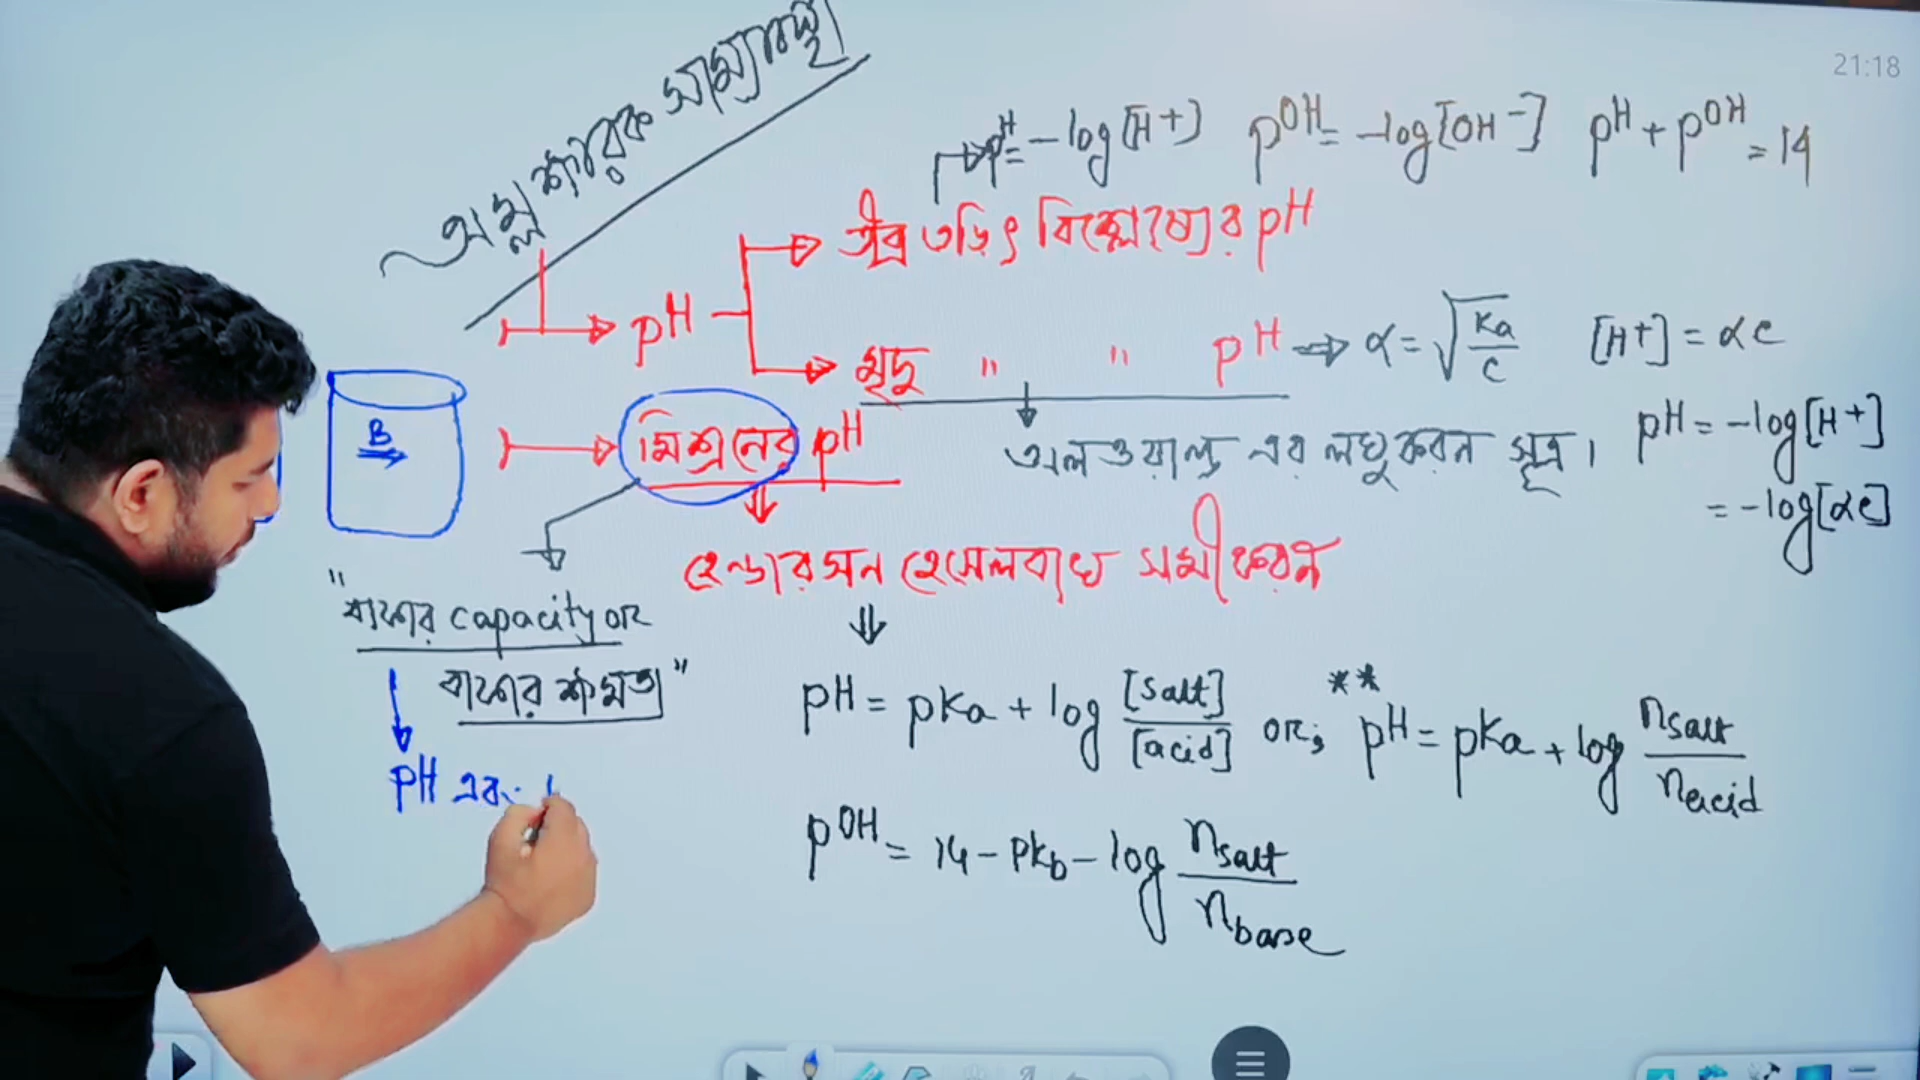 21:18
অম্লক্ষারক সাম্যাবস্থা
pH = -log[H+] pOH = -log[OH-] pH + pOH = 14
তীব্র তড়িৎ বিশ্লেষ্যের pH
pH
মৃদু " " pH → α = √(Ka/C) [H+] = αC
B
মিশ্রনের pH
অসওয়াল্ড এর লঘুকরন সূত্র। pH = -log[H+]
= -log[αC]
হেন্ডারসন হেসেলবাখ সমীকরন
"বাফার capacity or
বাফার ক্ষমতা"
pH = pKa + log [salt]/[acid] or; ** pH = pKa + log nsalt/nacid
pH এবং
pOH = 14 - pKb - log nsalt/nbase